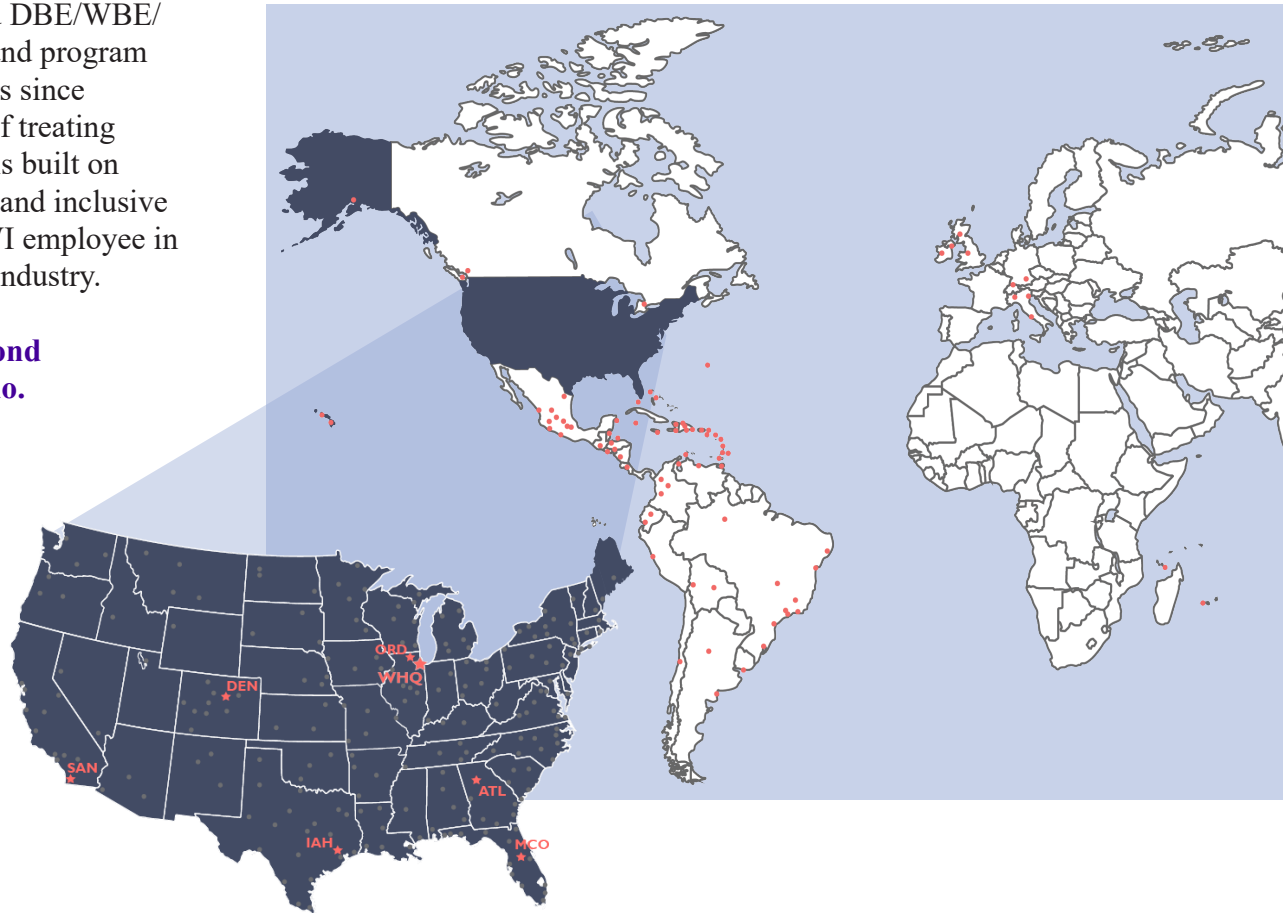 DBE/WBE/
nd program
s since
f treating
s built on
and inclusive
I employee in
ndustry.
ond
o.
ORD
WHQ
DEN
SAN
ATL
IAH
MCO